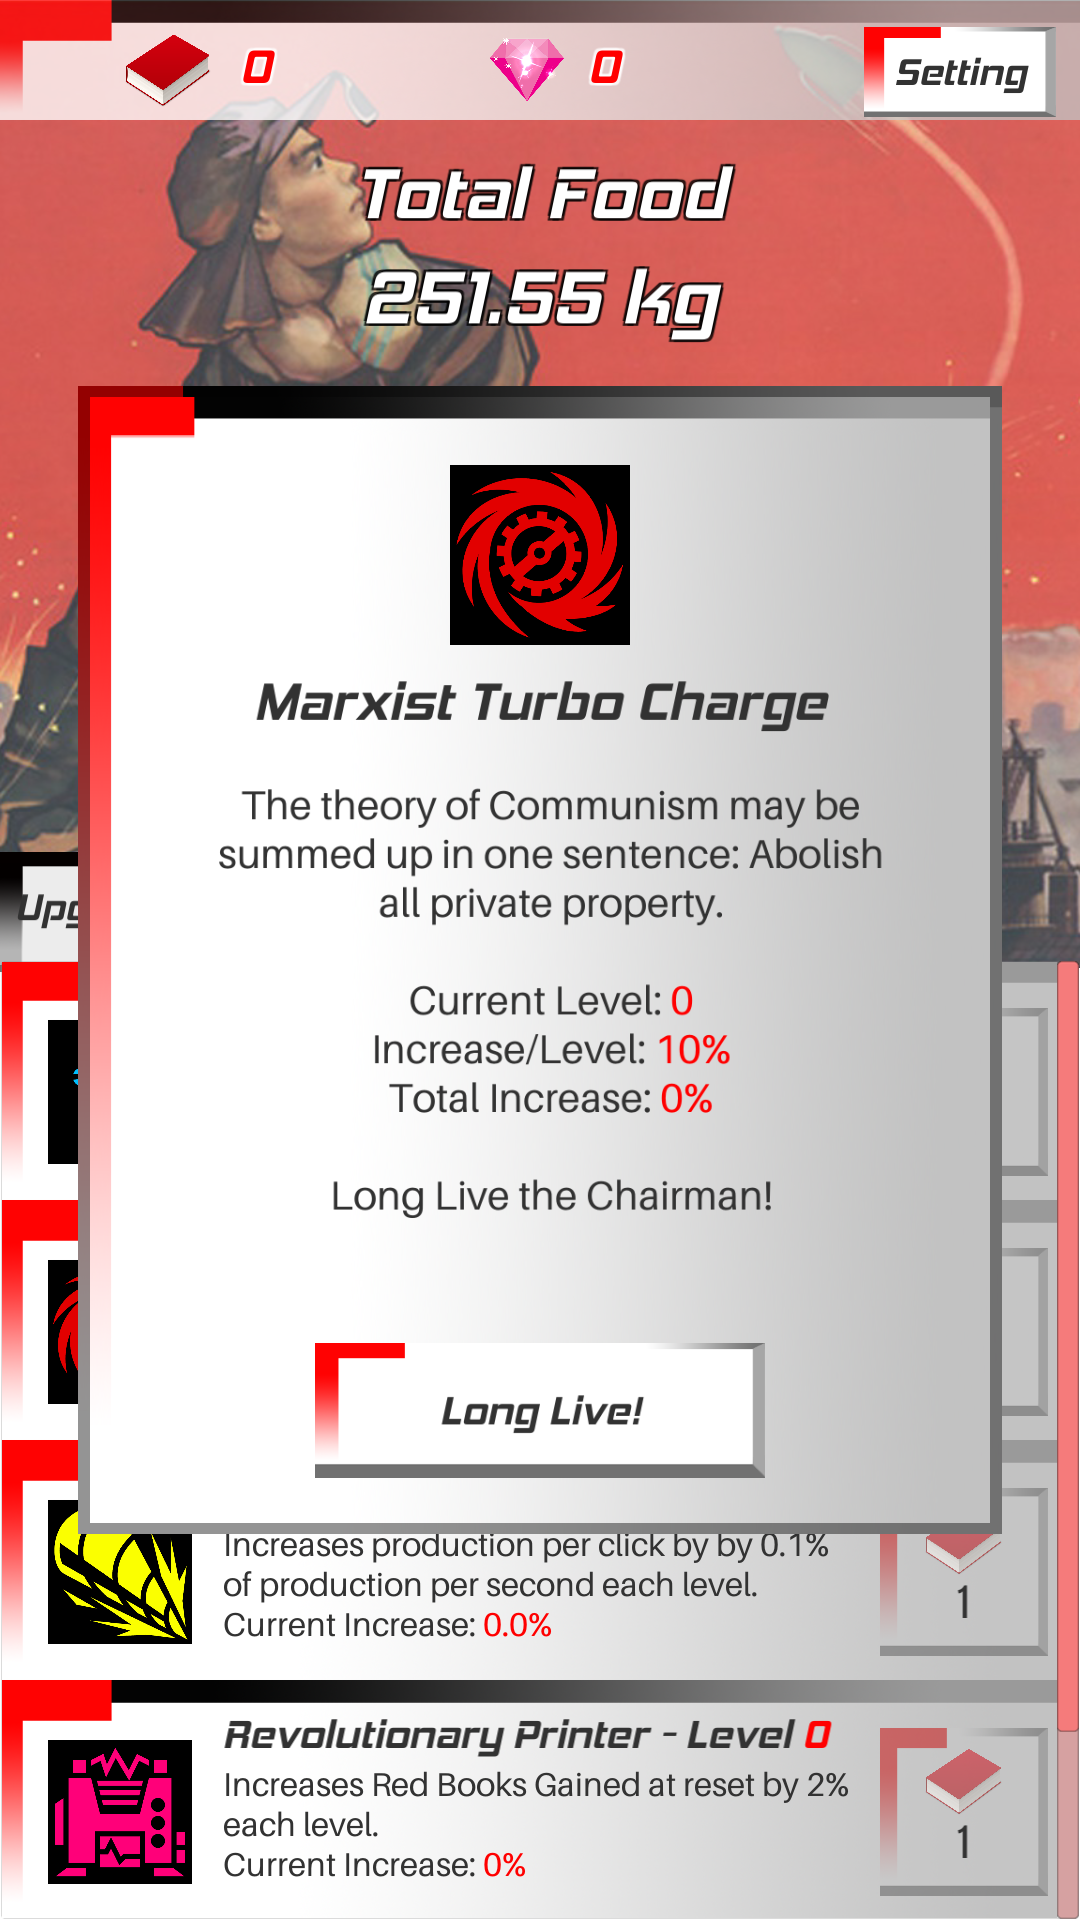 0
0
Setting
Total Food
251.55 kg
Marxist Turbo Charge
The theory of Communism may be
summed up in one sentence: Abolish
all private property.
Current Level: 0
Increase/Level: 10%
Total Increase: 0%
Long Live the Chairman!
Long Live!
Increases production per click by by 0.1%
of production per second each level.
Current Increase: 0.0%
1
Revolutionary Printer - Level 0
Increases Red Books Gained at reset by 2%
each level.
Current Increase: 0%
1